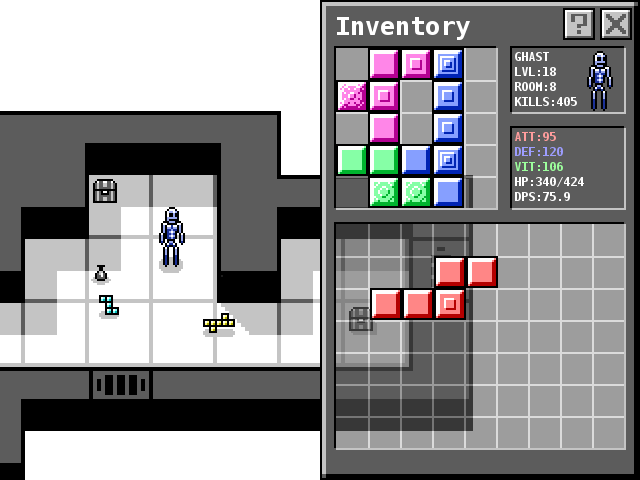 Inventory
?
GHAST
LVL:18
ROOM:8
KILLS:405
ATT:95
DEF:120
VIT:106
HP:340/424
DPS:75.9